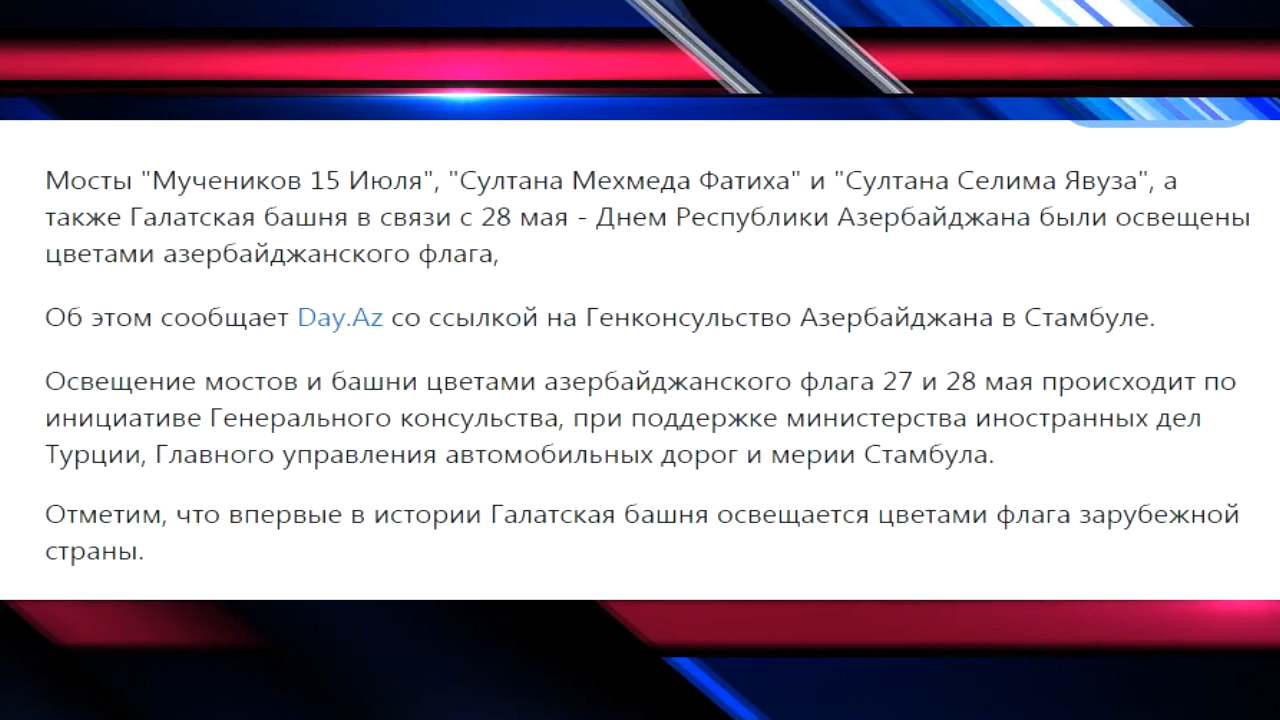 Мосты "Мучеников 15 Июля", "Султана Мехмеда Фатиха" и "Султана Селима Явуза", а
также Галатская башня в связи с 28 мая - Днем Республики Азербайджана были освещены
цветами азербайджанского флага,
Об этом сообщает Day.Az со ссылкой на Генконсульство Азербайджана в Стамбуле.
Освещение мостов и башни цветами азербайджанского флага 27 и 28 мая происходит по
инициативе Генерального консульства, при поддержке министерства иностранных дел
Турции, Главного управления автомобильных дорог и мерии Стамбула.
Отметим, что впервые в истории Галатская башня освещается цветами флага зарубежной
страны.